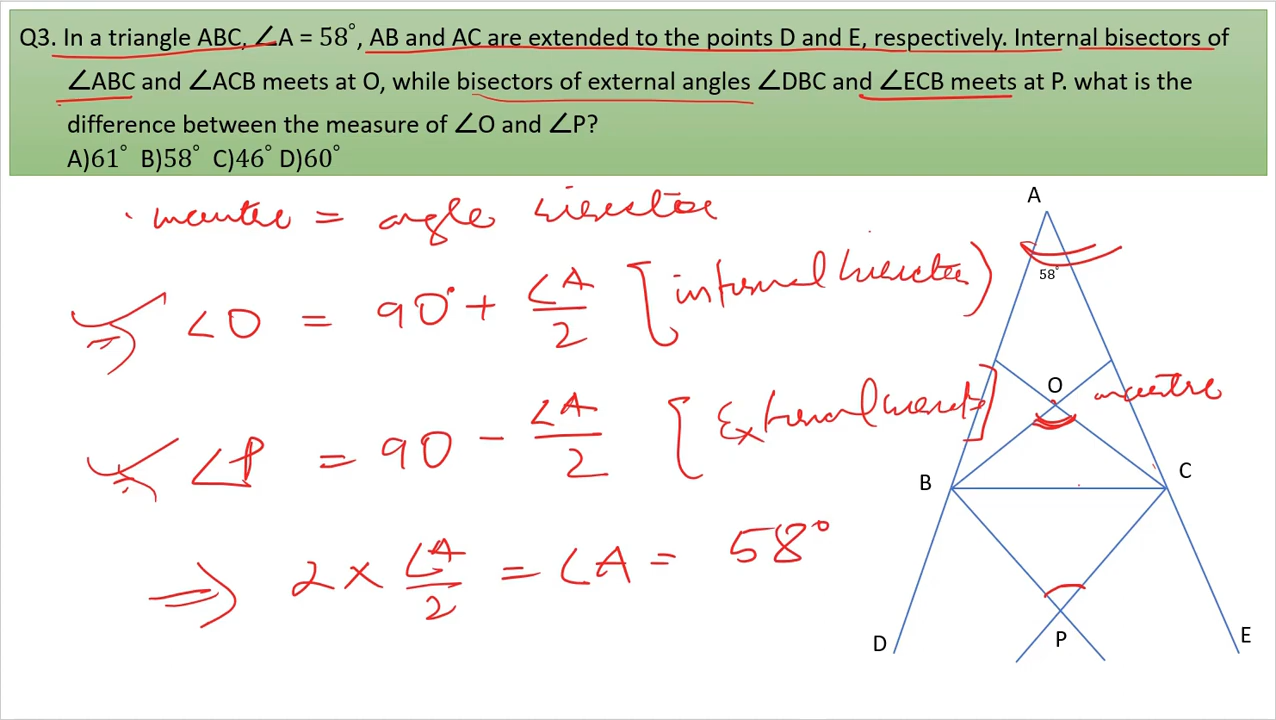 Q3. In a triangle ABC, ∠A = 58°, AB and AC are extended to the points D and E, respectively. Internal bisectors of
∠ABC and ∠ACB meets at O, while bisectors of external angles ∠DBC and ∠ECB meets at P. what is the
difference between the measure of ∠O and ∠P?
A)61° B)58° C)46° D)60°
= angle bisector
∠O = 90° + ∠A/2 [internal bisector]
∠P = 90 - ∠A/2 [External bisector]
⇒ 2 × ∠A/2 = ∠A = 58°
A
58°
O incentre
B
C
D
P
E